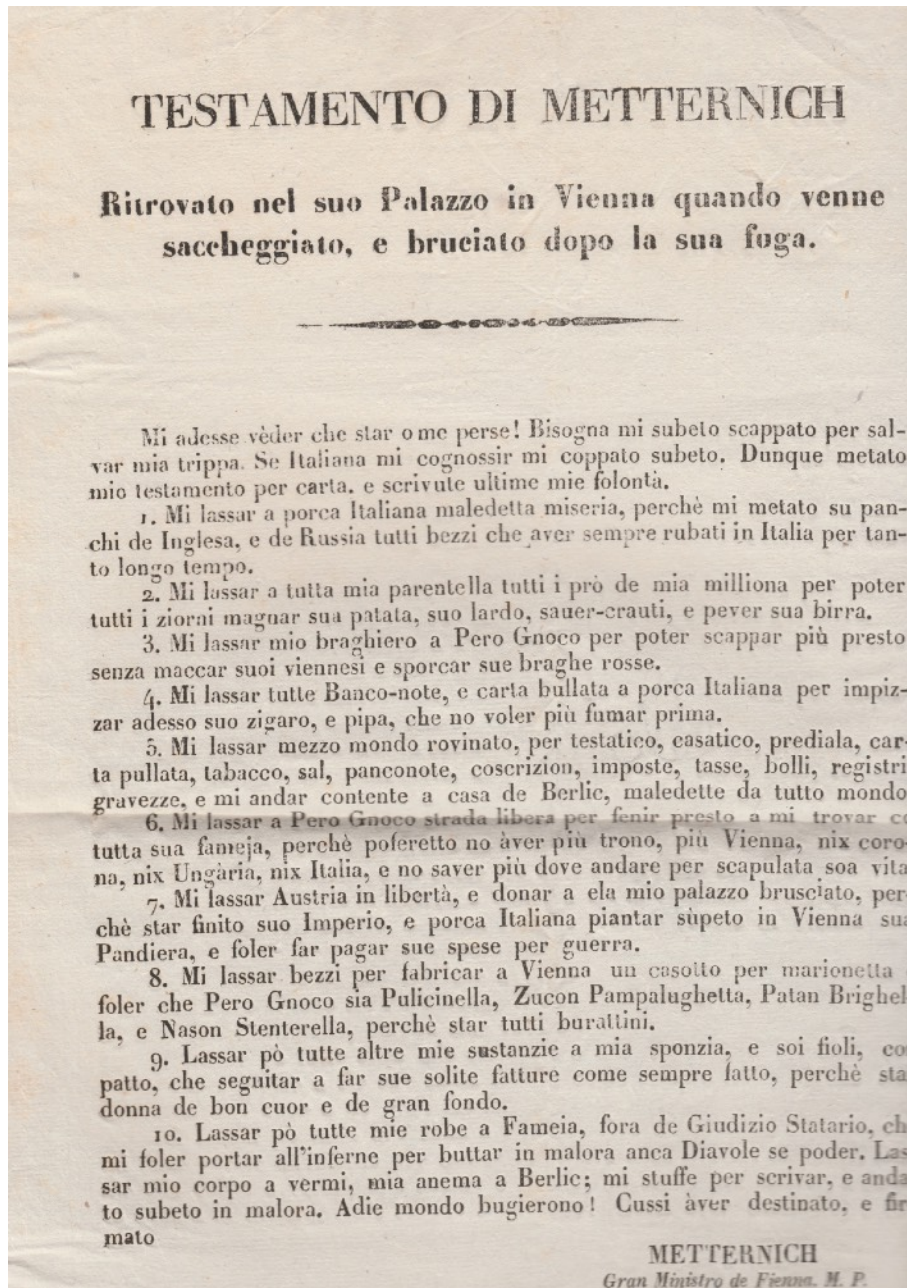 TESTAMENTO DI METTERNICH
Ritrovato nel suo Palazzo in Vienna quando venne
saccheggiato, e bruciato dopo la sua fuga.
Mi adesse vèder che star ome perse! Bisogna mi subeto scappato per sal-
var mia trippa. Se Italiana mi cognossir mi coppato subeto. Dunque metato
mio testamento per carta. e scrivute ultime mie folontà.
1. Mi lassar a porca Italiana maledetta miseria, perchè mi metato su pan-
chi de Inglesa, e de Russia tutti bezzi che aver sempre rubati in Italia per tan-
to longo tempo.
2. Mi lassar a tutta mia parentella tutti i prò de mia milliona per poter
tutti i ziorni magnar sua patata, suo lardo, sauer-crauti, e pever sua birra.
3. Mi lassar mio braghiero a Pero Gnoco per poter scappar più presto
senza maccar suoi viennesi e sporcar sue braghe rosse.
4. Mi lassar tutte Banco-note, e carta bullata a porca Italiana per impiz-
zar adesso suo zigaro, e pipa, che no voler più fumar prima.
5. Mi lassar mezzo mondo rovinato, per testatico, casatico, prediala, car-
ta pullata, tabacco, sal, panconote, coscrizion, imposte, tasse, bolli, registri
gravezze, e mi andar contente a casa de Berlic, maledette da tutto mondo
6. Mi lassar a Pero Gnoco strada libera per fenir presto a mi trovar co
tutta sua fameja, perchè poferetto no àver più trono, più Vienna, nix coro-
na, nix Ungària, nix Italia, e no saver più dove andare per scapulata soa vita
7. Mi lassar Austria in libertà, e donar a ela mio palazzo brusciato, per-
chè star finito suo Imperio, e porca Italiana piantar sùpeto in Vienna sua
Pandiera, e foler far pagar sue spese per guerra.
8. Mi lassar bezzi per fabricar a Vienna un casotto per marionetta
foler che Pero Gnoco sia Pulicinella, Zucon Pampalughetta, Patan Brighel-
la, e Nason Stenterella, perchè star tutti burattini.
9. Lassar pò tutte altre mie sustanzie a mia sponzia, e soi fioli, co
patto, che seguitar a far sue solite fatture come sempre fatto, perchè sta
donna de bon cuor e de gran fondo.
10. Lassar pò tutte mie robe a Fameia, fora de Giudizio Statario, ch
mi foler portar all'inferne per buttar in malora anca Diavole se poder. Las
sar mio corpo a vermi, mia anema a Berlic; mi stuffe per scrivar, e anda
to subeto in malora. Adie mondo bugierono! Cussi àver destinato, e fir
mato
METTERNICH
Gran Ministro de Fienna. M. P.